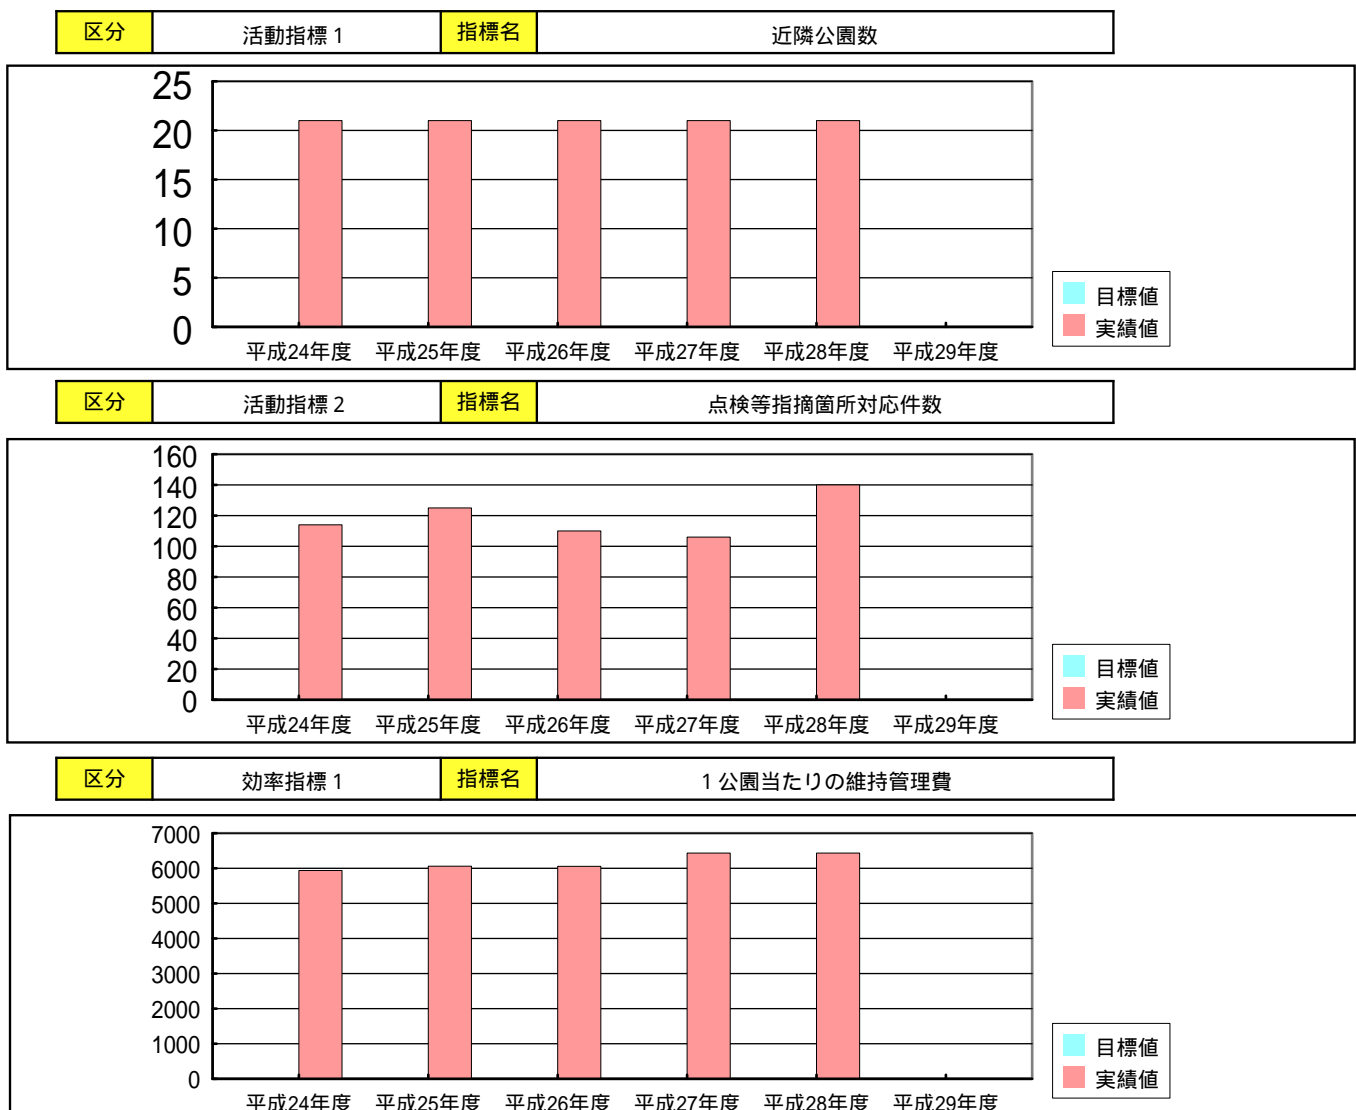 区分 活動指標1 指標名 近隣公園数
25
20
15
10
5
0
平成24年度 平成25年度 平成26年度 平成27年度 平成28年度 平成29年度
目標値
実績値
区分 活動指標2 指標名 点検等指摘箇所対応件数
160
140
120
100
80
60
40
20
0
平成24年度 平成25年度 平成26年度 平成27年度 平成28年度 平成29年度
目標値
実績値
区分 効率指標1 指標名 1公園当たりの維持管理費
7000
6000
5000
4000
3000
2000
1000
0
平成24年度 平成25年度 平成26年度 平成27年度 平成28年度 平成29年度
目標値
実績値